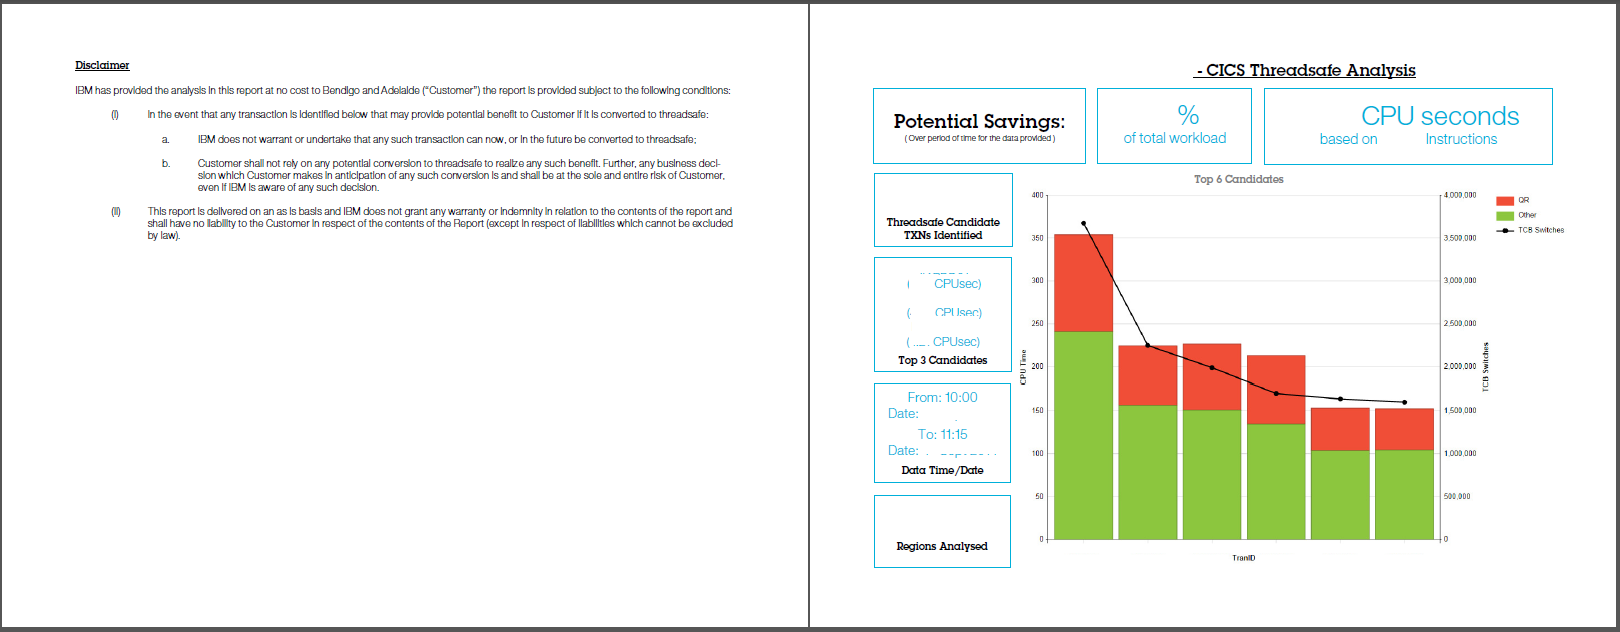 Disclaimer
IBM has provided the analysis in this report at no cost to Bendigo and Adelaide (“Customer”) the report is provided subject to the following conditions:
(i) In the event that any transaction is identified below that may provide potential benefit to Customer if it is converted to threadsafe:
a. IBM does not warrant or undertake that any such transaction can now, or in the future be converted to threadsafe;
b. Customer shall not rely on any potential conversion to threadsafe to realize any such benefit. Further, any business deci-
sion which Customer makes in anticipation of any such conversion is and shall be at the sole and entire risk of Customer,
even if IBM is aware of any such decision.
(ii) This report is delivered on an as is basis and IBM does not grant any warranty or indemnity in relation to the contents of the report and
shall have no liability to the Customer in respect of the contents of the Report (except in respect of liabilities which cannot be excluded
by law).
- CICS Threadsafe Analysis
Potential Savings:
( Over period of time for the data provided )
%
of total workload
CPU seconds
based on Instructions
Threadsafe Candidate
TXNs Identified
( CPUsec)
( CPUsec)
( CPUsec)
Top 3 Candidates
From: 10:00
Date:
To: 11:15
Date:
Data Time/Date
Regions Analysed
Top 6 Candidates
400
350
300
250
200
150
100
50
0
CPU Time
4,000,000
3,500,000
3,000,000
2,500,000
2,000,000
1,500,000
1,000,000
500,000
0
TCB Switches
TranID
QR
Other
TCB Switches